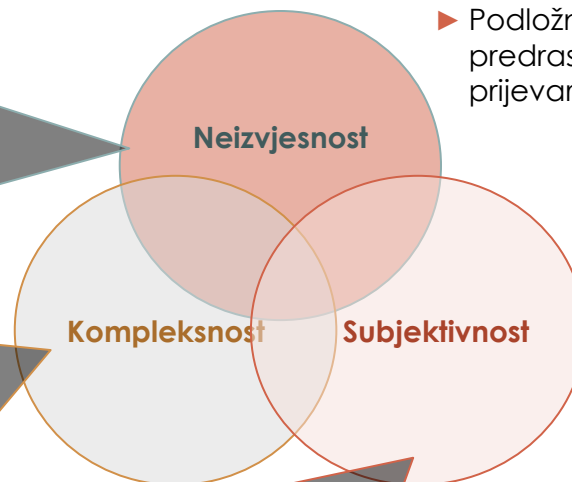 ► Podložn
predras
prijevar
Neizvjesnost
Kompleksnost
Subjektivnost